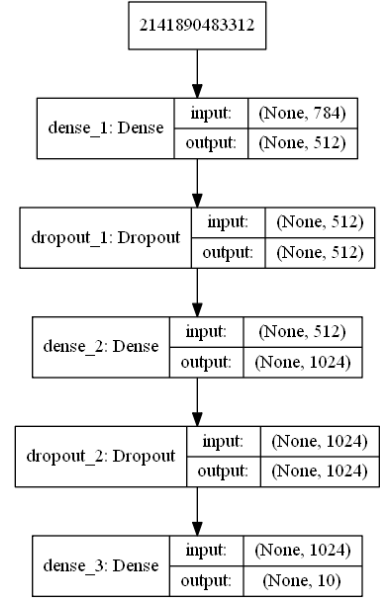 2141890483312
dense_1: Dense
input: (None, 784)
output: (None, 512)
dropout_1: Dropout
input: (None, 512)
output: (None, 512)
dense_2: Dense
input: (None, 512)
output: (None, 1024)
dropout_2: Dropout
input: (None, 1024)
output: (None, 1024)
dense_3: Dense
input: (None, 1024)
output: (None, 10)